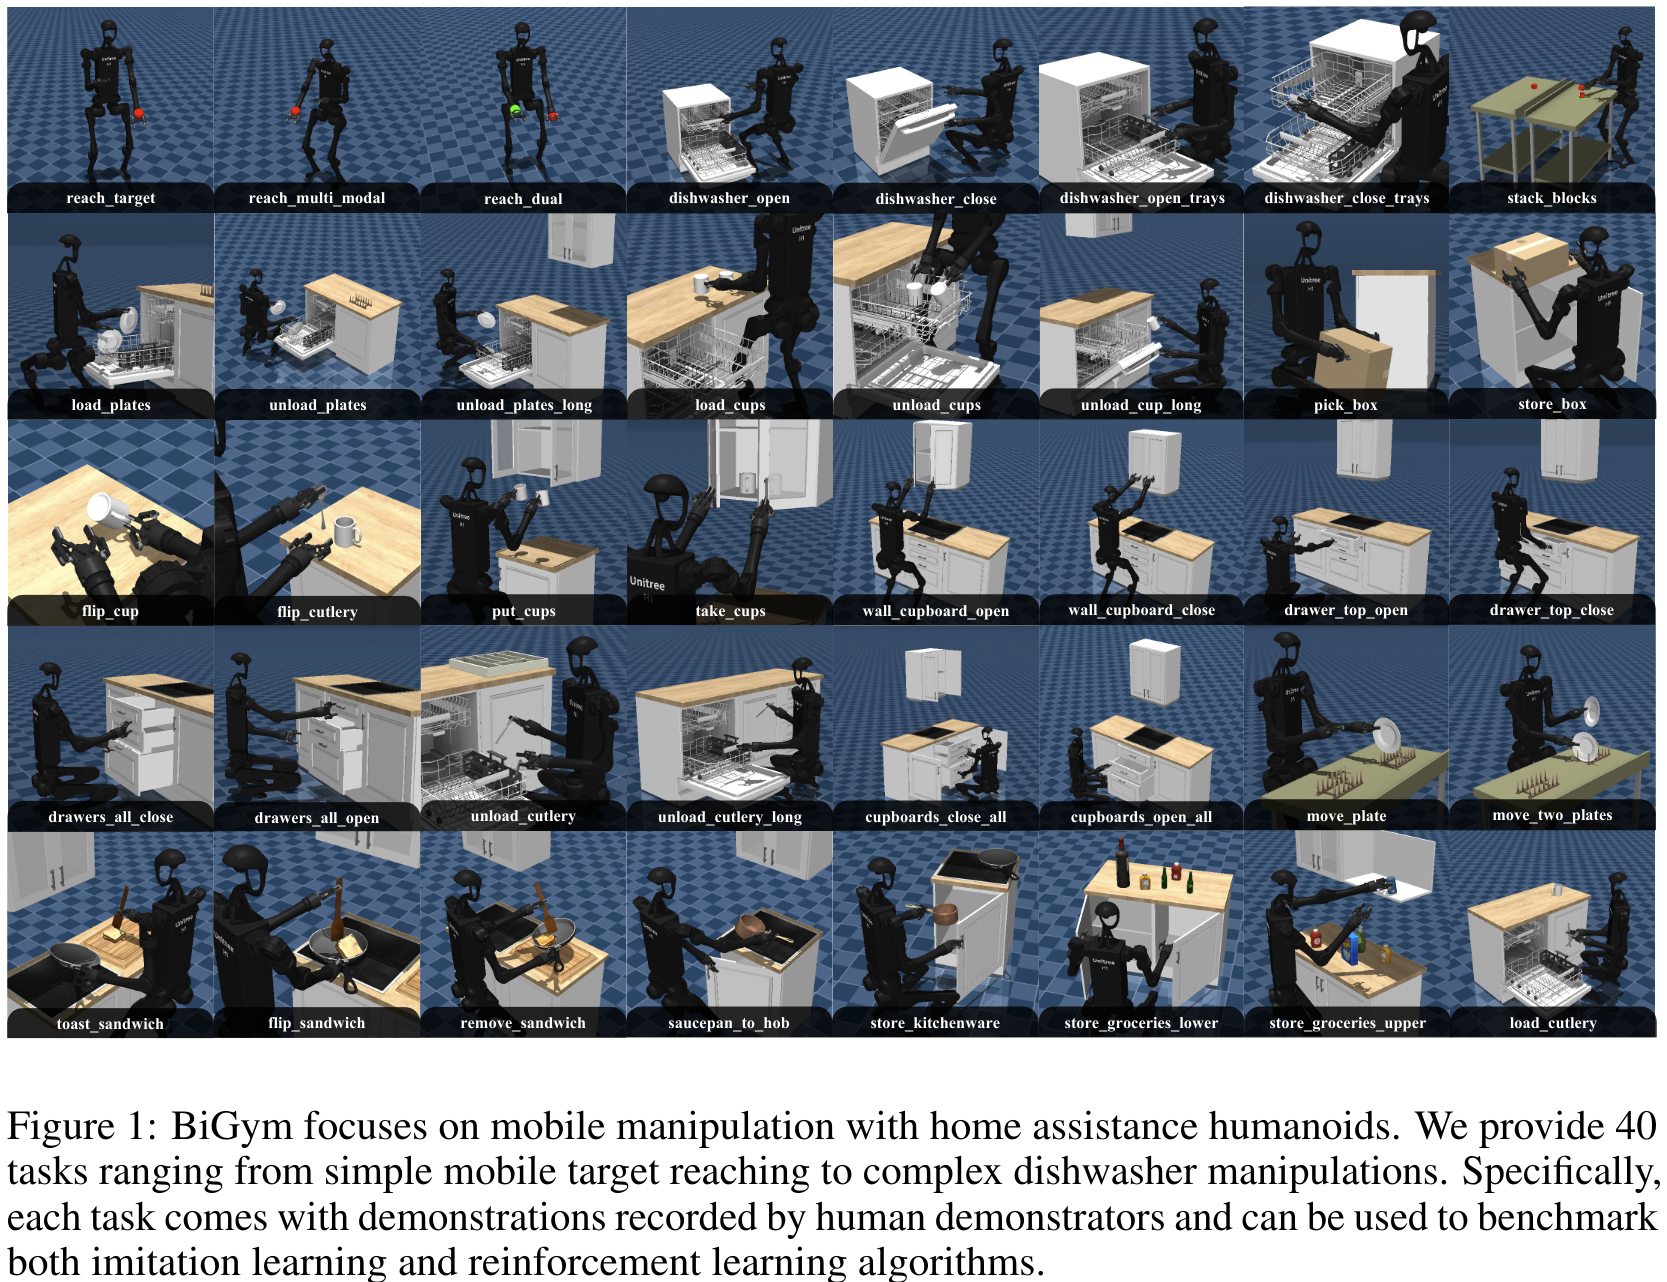 reach_target
reach_multi_modal
reach_dual
dishwasher_open
dishwasher_close
dishwasher_open_trays
dishwasher_close_trays
stack_blocks
load_plates
unload_plates
unload_plates_long
load_cups
unload_cups
unload_cup_long
pick_box
store_box
flip_cup
flip_cutlery
put_cups
take_cups
wall_cupboard_open
wall_cupboard_close
drawer_top_open
drawer_top_close
Unitree
drawers_all_close
drawers_all_open
unload_cutlery
unload_cutlery_long
cupboards_close_all
cupboards_open_all
move_plate
move_two_plates
toast_sandwich
flip_sandwich
remove_sandwich
saucepan_to_hob
store_kitchenware
store_groceries_lower
store_groceries_upper
load_cutlery
Figure 1: BiGym focuses on mobile manipulation with home assistance humanoids. We provide 40
tasks ranging from simple mobile target reaching to complex dishwasher manipulations. Specifically,
each task comes with demonstrations recorded by human demonstrators and can be used to benchmark
both imitation learning and reinforcement learning algorithms.